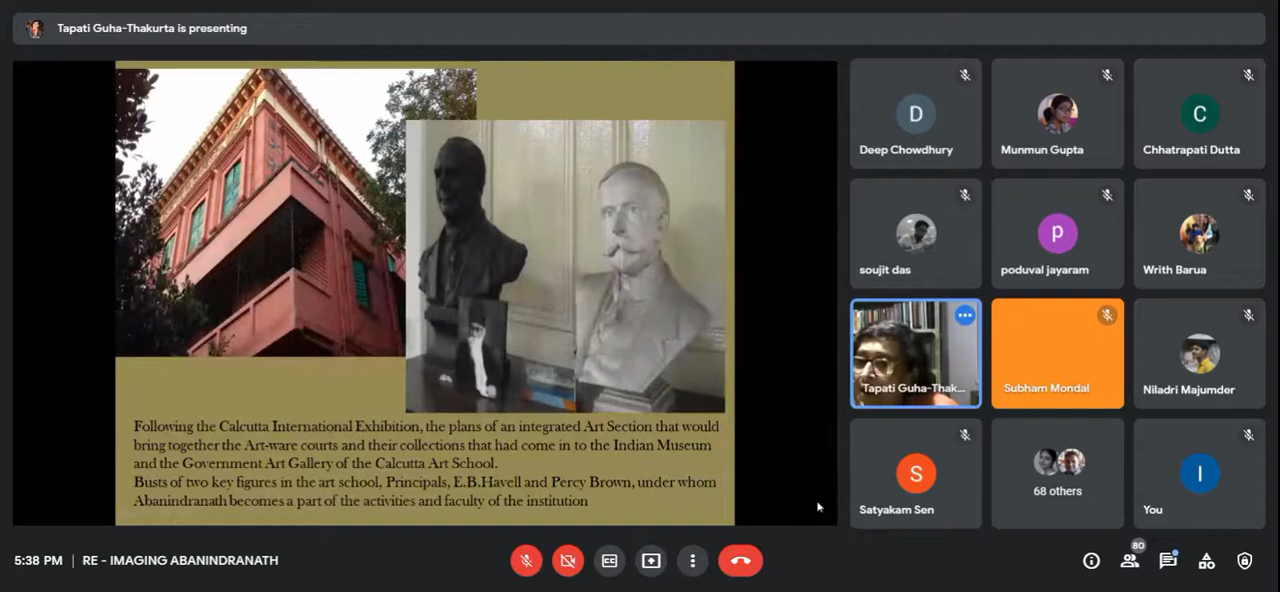 Tapati Guha-Thakurta is presenting
Following the Calcutta International Exhibition, the plans of an integrated Art Section that would
bring together the Art-ware courts and their collections that had come in to the Indian Museum
and the Government Art Gallery of the Calcutta Art School.
Busts of two key figures in the art school, Principals, E.B.Havell and Percy Brown, under whom
Abanindranath becomes a part of the activities and faculty of the institution
D
Deep Chowdhury
Munmun Gupta
C
Chhatrapati Dutta
soujit das
p
poduval jayaram
Writh Barua
Tapati Guha-Thak...
Subham Mondal
Niladri Majumder
S
Satyakam Sen
68 others
I
You
5:38 PM | RE - IMAGING ABANINDRANATH
CC
80